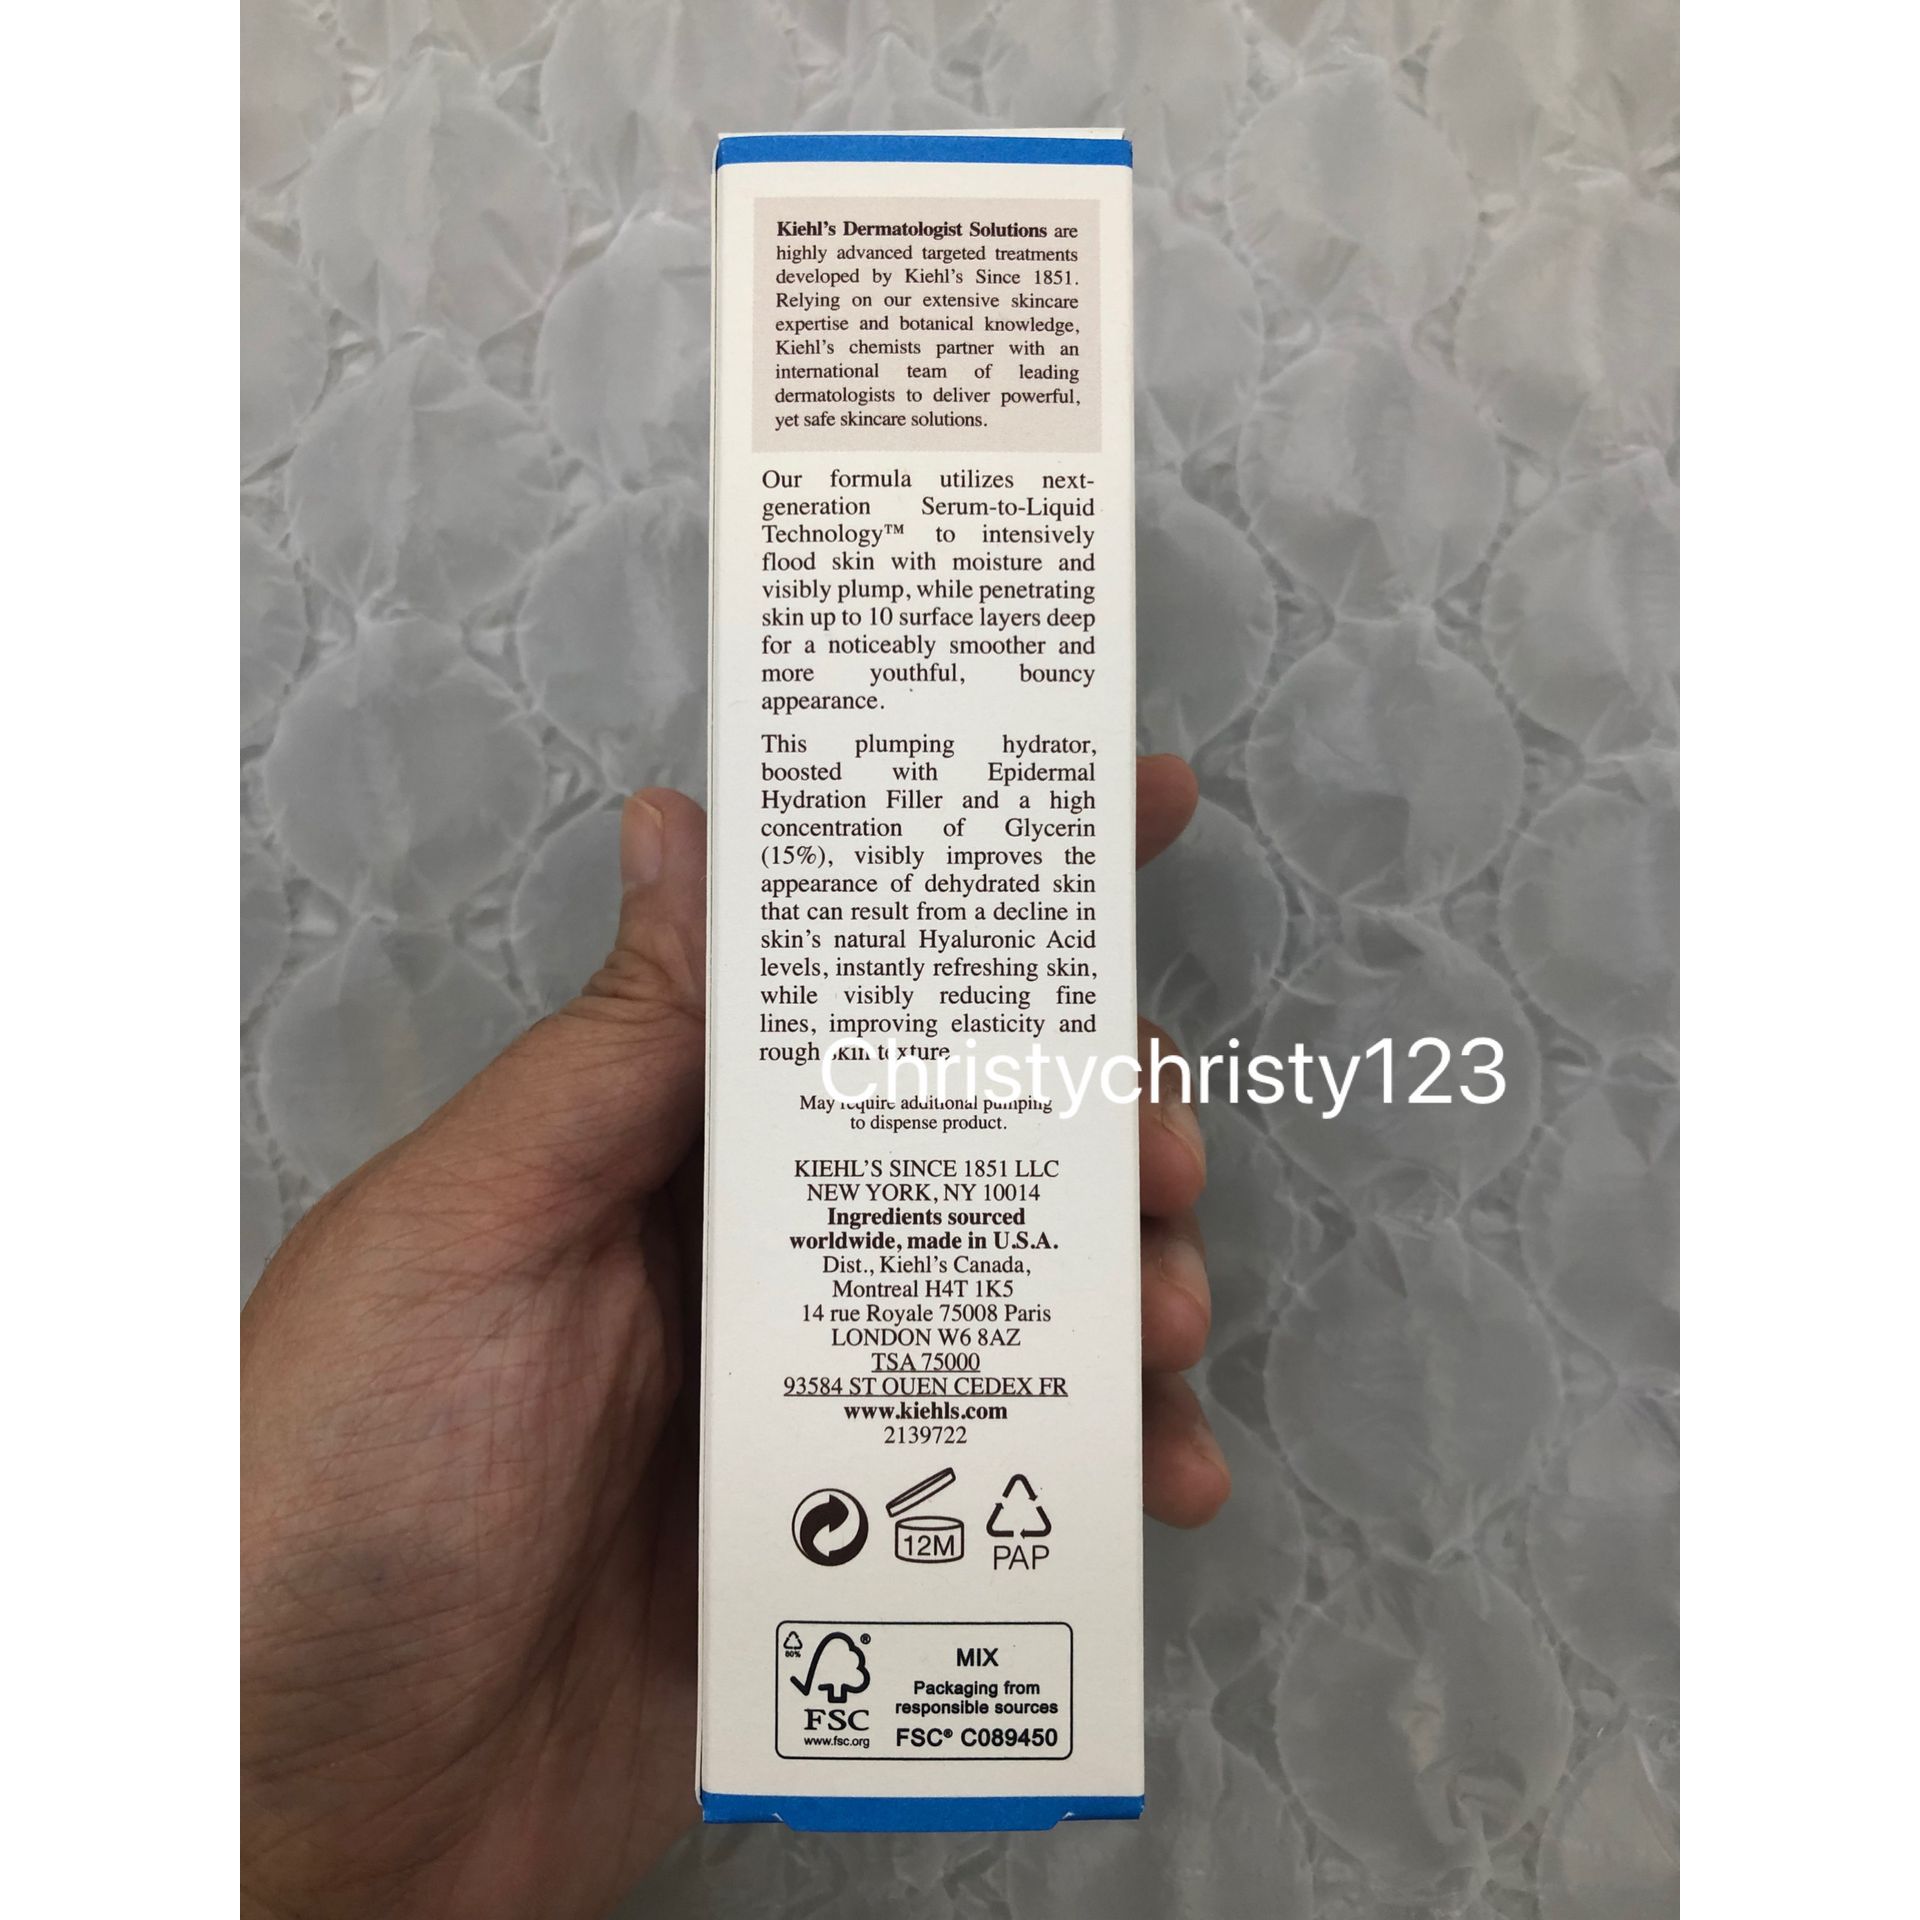 Kiehl's Dermatologist Solutions are
highly advanced targeted treatments
developed by Kiehl's Since 1851.
Relying on our extensive skincare
expertise and botanical knowledge,
Kiehl's chemists partner with an
international team of leading
dermatologists to deliver powerful,
yet safe skincare solutions.
Our formula utilizes next-
generation Serum-to-Liquid
Technology™ to intensively
flood skin with moisture and
visibly plump, while penetrating
skin up to 10 surface layers deep
for a noticeably smoother and
more youthful, bouncy
appearance.
This plumping hydrator,
boosted with Epidermal
Hydration Filler and a high
concentration of Glycerin
(15%), visibly improves the
appearance of dehydrated skin
that can result from a decline in
skin's natural Hyaluronic Acid
levels, instantly refreshing skin,
while visibly reducing fine
lines, improving elasticity and
rough skin texture
Christychristy123
May require additional pumping
to dispense product.
KIEHL'S SINCE 1851 LLC
NEW YORK, NY 10014
Ingredients sourced
worldwide, made in U.S.A.
Dist., Kiehl's Canada,
Montreal H4T 1K5
14 rue Royale 75008 Paris
LONDON W6 8AZ
TSA 75000
93584 ST OUEN CEDEX FR
www.kiehls.com
2139722
12M
PAP
80%
®
FSC
www.fsc.org
MIX
Packaging from
responsible sources
FSC® C089450